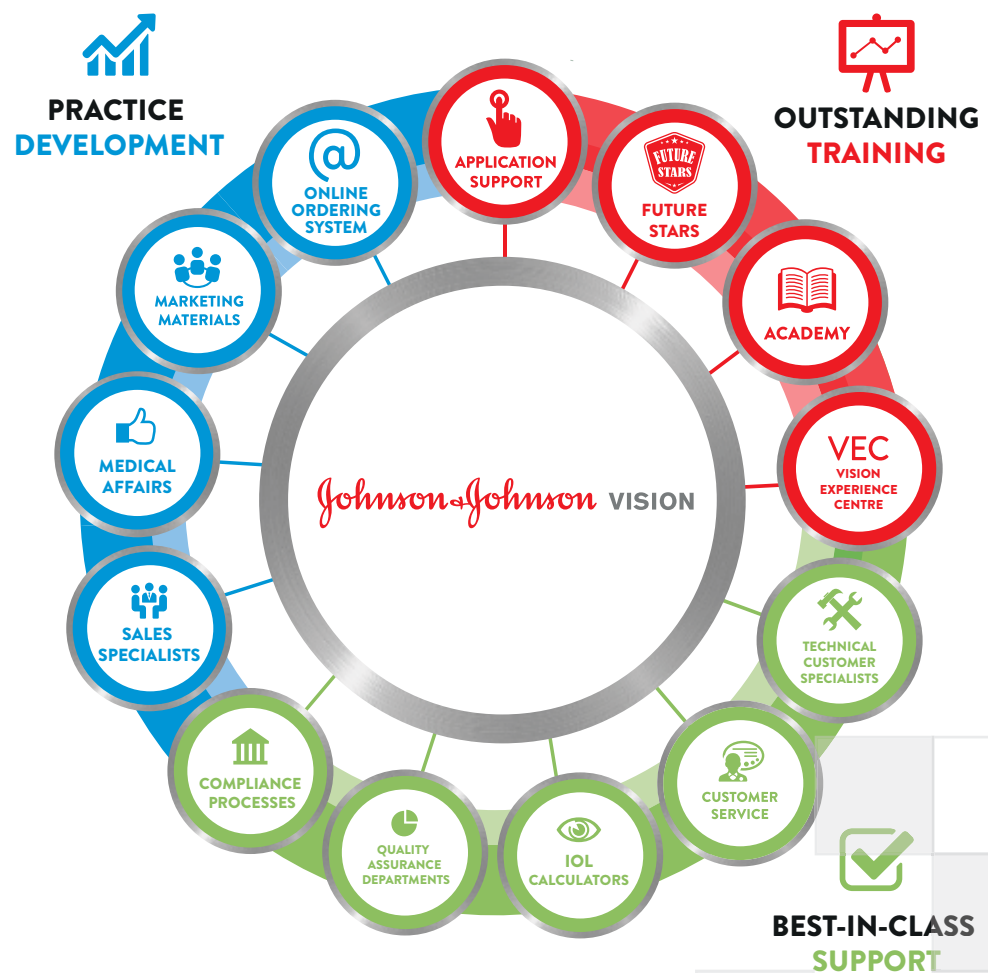 PRACTICE
DEVELOPMENT
OUTSTANDING
TRAINING
APPLICATION
SUPPORT
FUTURE
STARS
FUTURE
STARS
ACADEMY
VEC
VISION
EXPERIENCE
CENTRE
TECHNICAL
CUSTOMER
SPECIALISTS
CUSTOMER
SERVICE
IOL
CALCULATORS
QUALITY
ASSURANCE
DEPARTMENTS
COMPLIANCE
PROCESSES
SALES
SPECIALISTS
MEDICAL
AFFAIRS
MARKETING
MATERIALS
@
ONLINE
ORDERING
SYSTEM
Johnson&Johnson VISION
BEST-IN-CLASS
SUPPORT